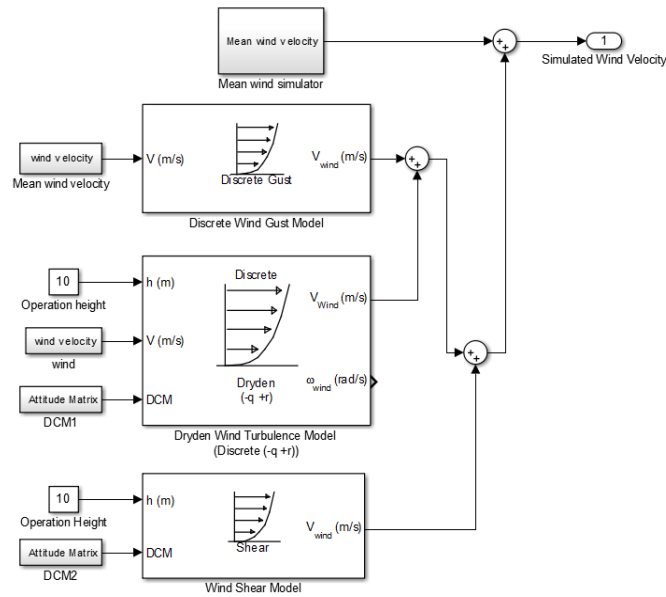 Mean wind velocity
Mean wind simulator
+
+
1
Simulated Wind Velocity
wind velocity
Mean wind velocity
V (m/s)
Discrete Gust
V wind (m/s)
Discrete Wind Gust Model
+
+
10
Operation height
wind velocity
wind
Attitude Matrix
DCM1
h (m)
V (m/s)
DCM
Discrete
Dryden
(-q +r)
V Wind (m/s)
ω wind (rad/s)
Dryden Wind Turbulence Model
(Discrete (-q +r))
+
+
10
Operation Height
Attitude Matrix
DCM2
h (m)
DCM
Shear
V wind (m/s)
Wind Shear Model